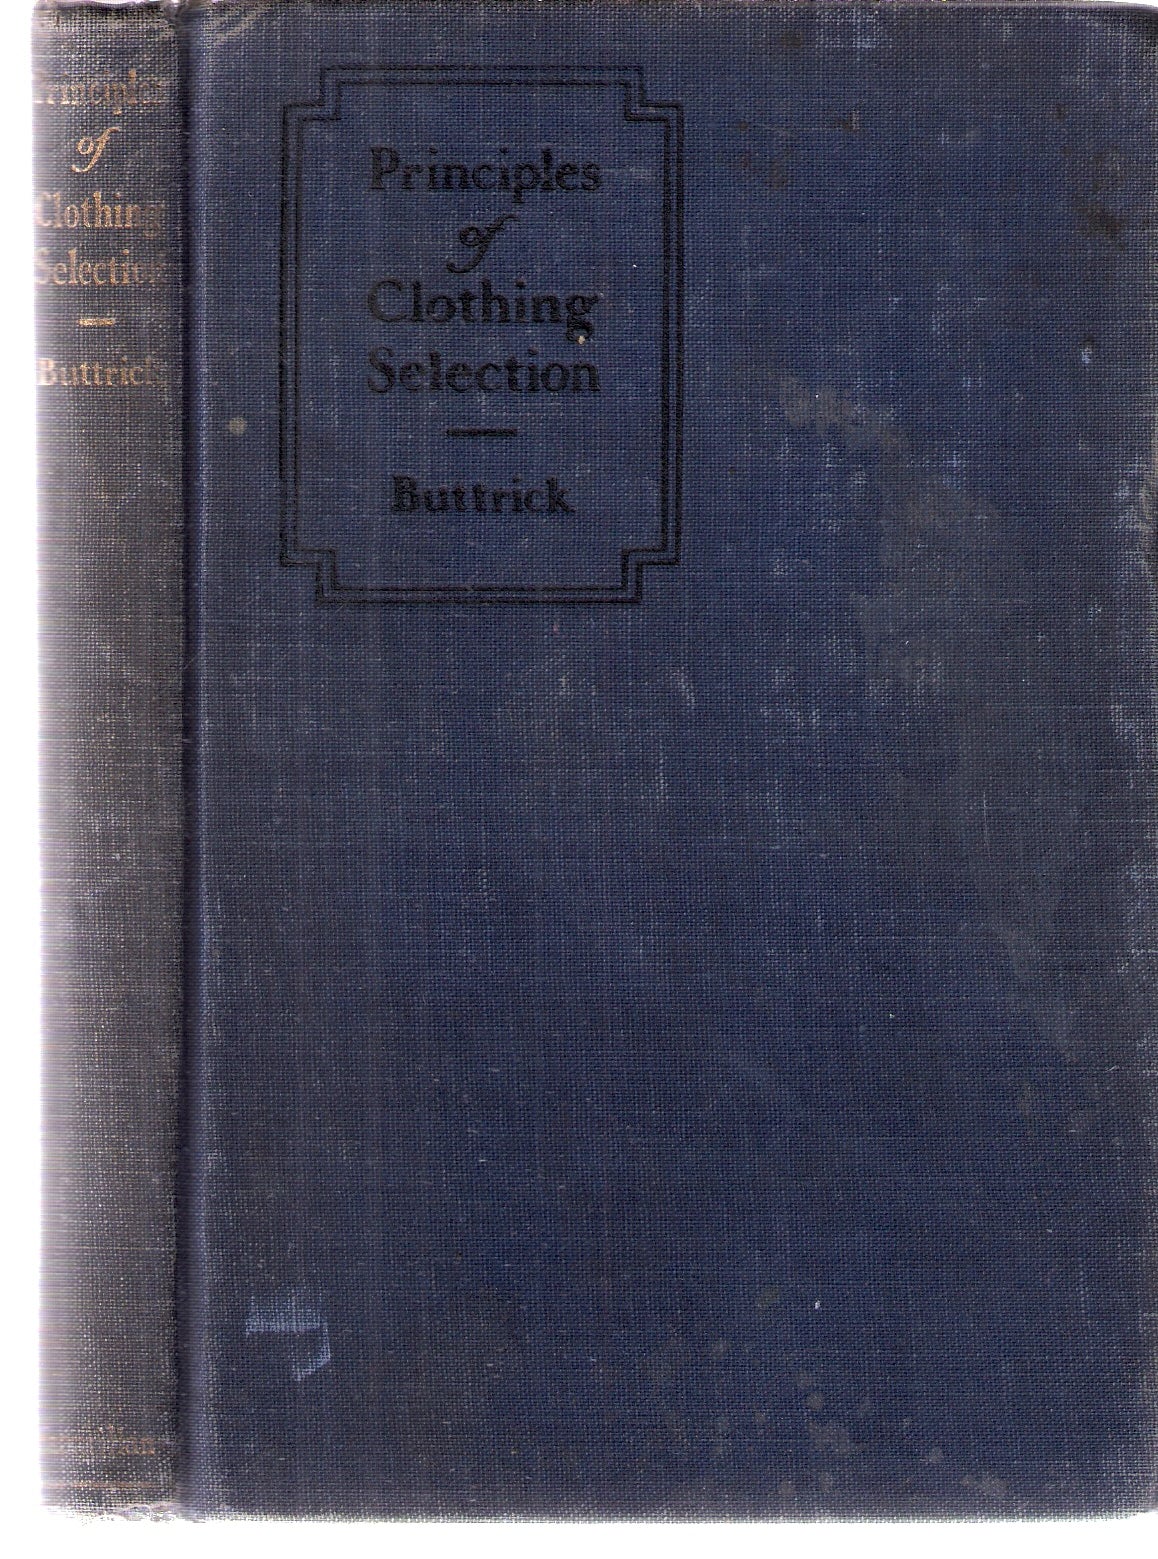 Principles
of
Clothing
Selection
Buttrick
Principles
of
Clothing
Selection
Buttrick